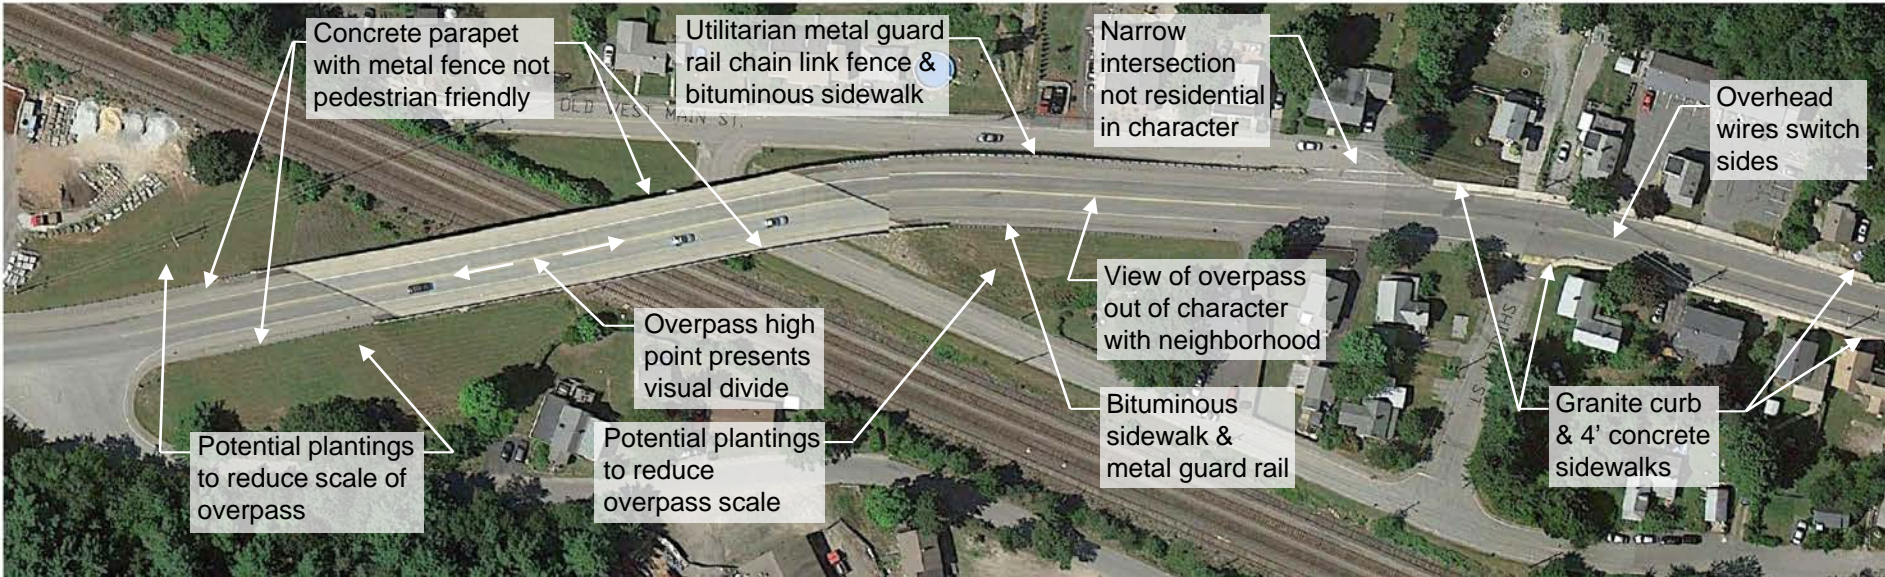 Concrete parapet
with metal fence not
pedestrian friendly
Utilitarian metal guard
rail chain link fence &
bituminous sidewalk
Narrow
intersection
not residential
in character
Overhead
wires switch
sides
OLD WEST MAIN ST.
View of overpass
out of character
with neighborhood
Overpass high
point presents
visual divide
Potential plantings
to reduce scale of
overpass
Potential plantings
to reduce
overpass scale
Bituminous
sidewalk &
metal guard rail
Granite curb
& 4’ concrete
sidewalks